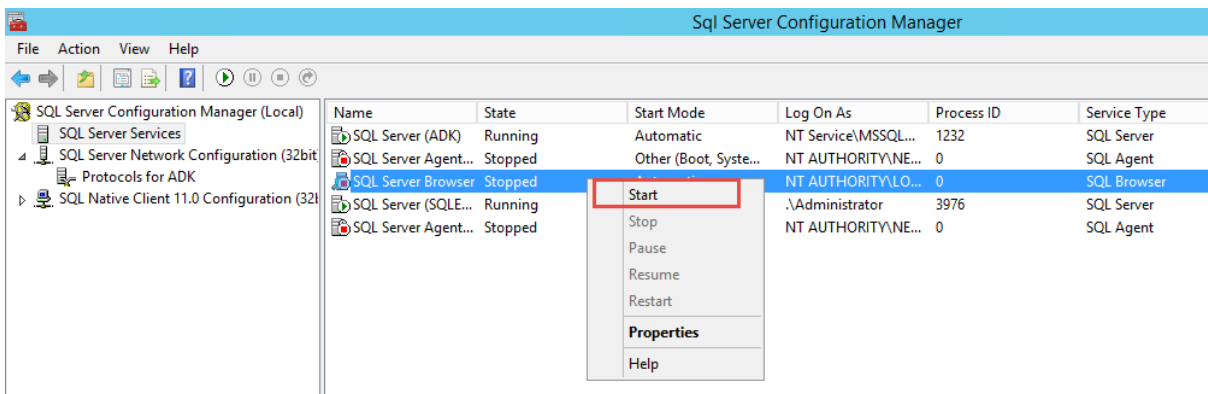 Sql Server Configuration Manager
File Action View Help
SQL Server Configuration Manager (Local)
SQL Server Services
SQL Server Network Configuration (32bit
Protocols for ADK
SQL Native Client 11.0 Configuration (32b
Name State Start Mode Log On As Process ID Service Type
SQL Server (ADK) Running Automatic NT Service\MSSQL... 1232 SQL Server
SQL Server Agent... Stopped Other (Boot, Syste... NT AUTHORITY\NE... 0 SQL Agent
SQL Server Browser Stopped NT AUTHORITY\LO... 0 SQL Browser
SQL Server (SQLE... Running .\Administrator 3976 SQL Server
SQL Server Agent... Stopped NT AUTHORITY\NE... 0 SQL Agent
Start
Stop
Pause
Resume
Restart
Properties
Help